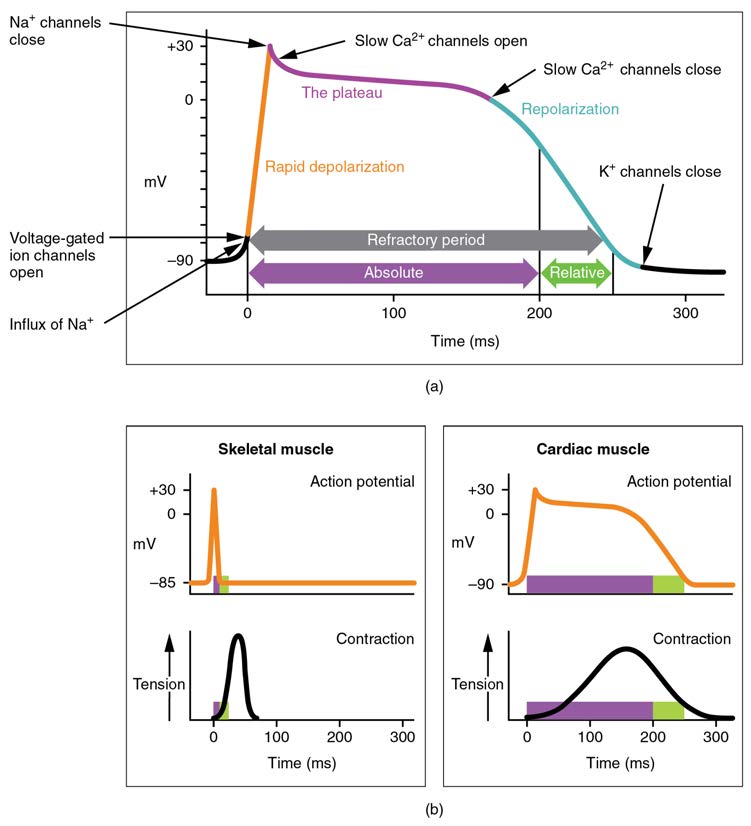 Na⁺ channels
close
+30
Slow Ca²⁺ channels open
Slow Ca²⁺ channels close
0
The plateau
Repolarization
Rapid depolarization
K⁺ channels close
mV
Voltage-gated
ion channels
open
Refractory period
–90
Absolute
Relative
Influx of Na⁺
0
100
200
300
Time (ms)
(a)
Skeletal muscle
Action potential
+30
0
mV
–85
Contraction
Tension
0
100
200
300
Time (ms)
Cardiac muscle
Action potential
+30
0
mV
–90
Contraction
Tension
0
100
200
300
Time (ms)
(b)